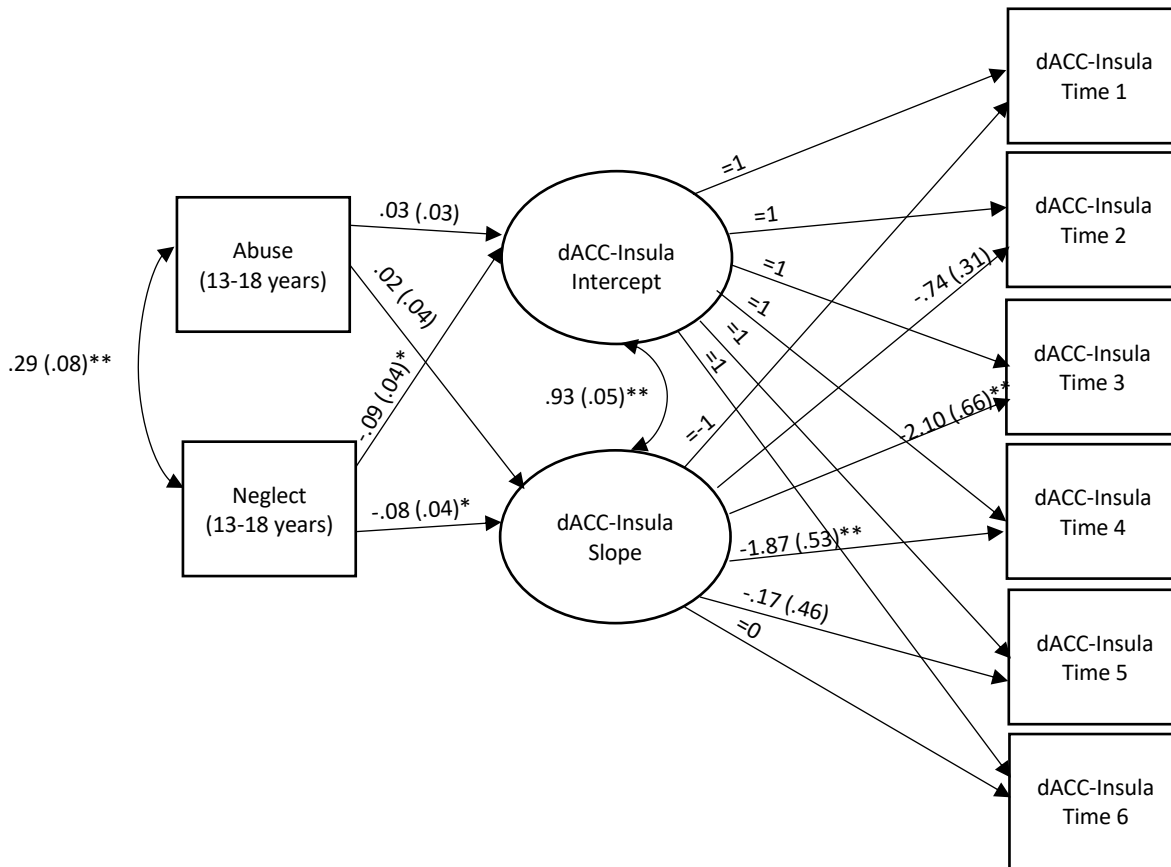 dACC-Insula
Time 1
=1
.03 (.03)
=1
dACC-Insula
Time 2
Abuse
(13-18 years)
dACC-Insula
Intercept
-.74 (.31)
=1
.02 (.04)
=1
=1
dACC-Insula
Time 3
.29 (.08)**
-.09 (.04)*
=1
.93 (.05)**
-2.10 (.66)**
=-1
Neglect
(13-18 years)
-.08 (.04)*
dACC-Insula
Slope
dACC-Insula
Time 4
-1.87 (.53)**
-.17 (.46)
=0
dACC-Insula
Time 5
dACC-Insula
Time 6